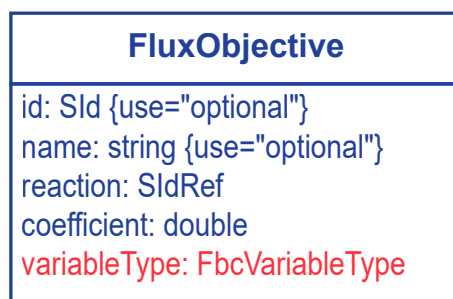 FluxObjective
id: SId {use="optional"}
name: string {use="optional"}
reaction: SIdRef
coefficient: double
variableType: FbcVariableType